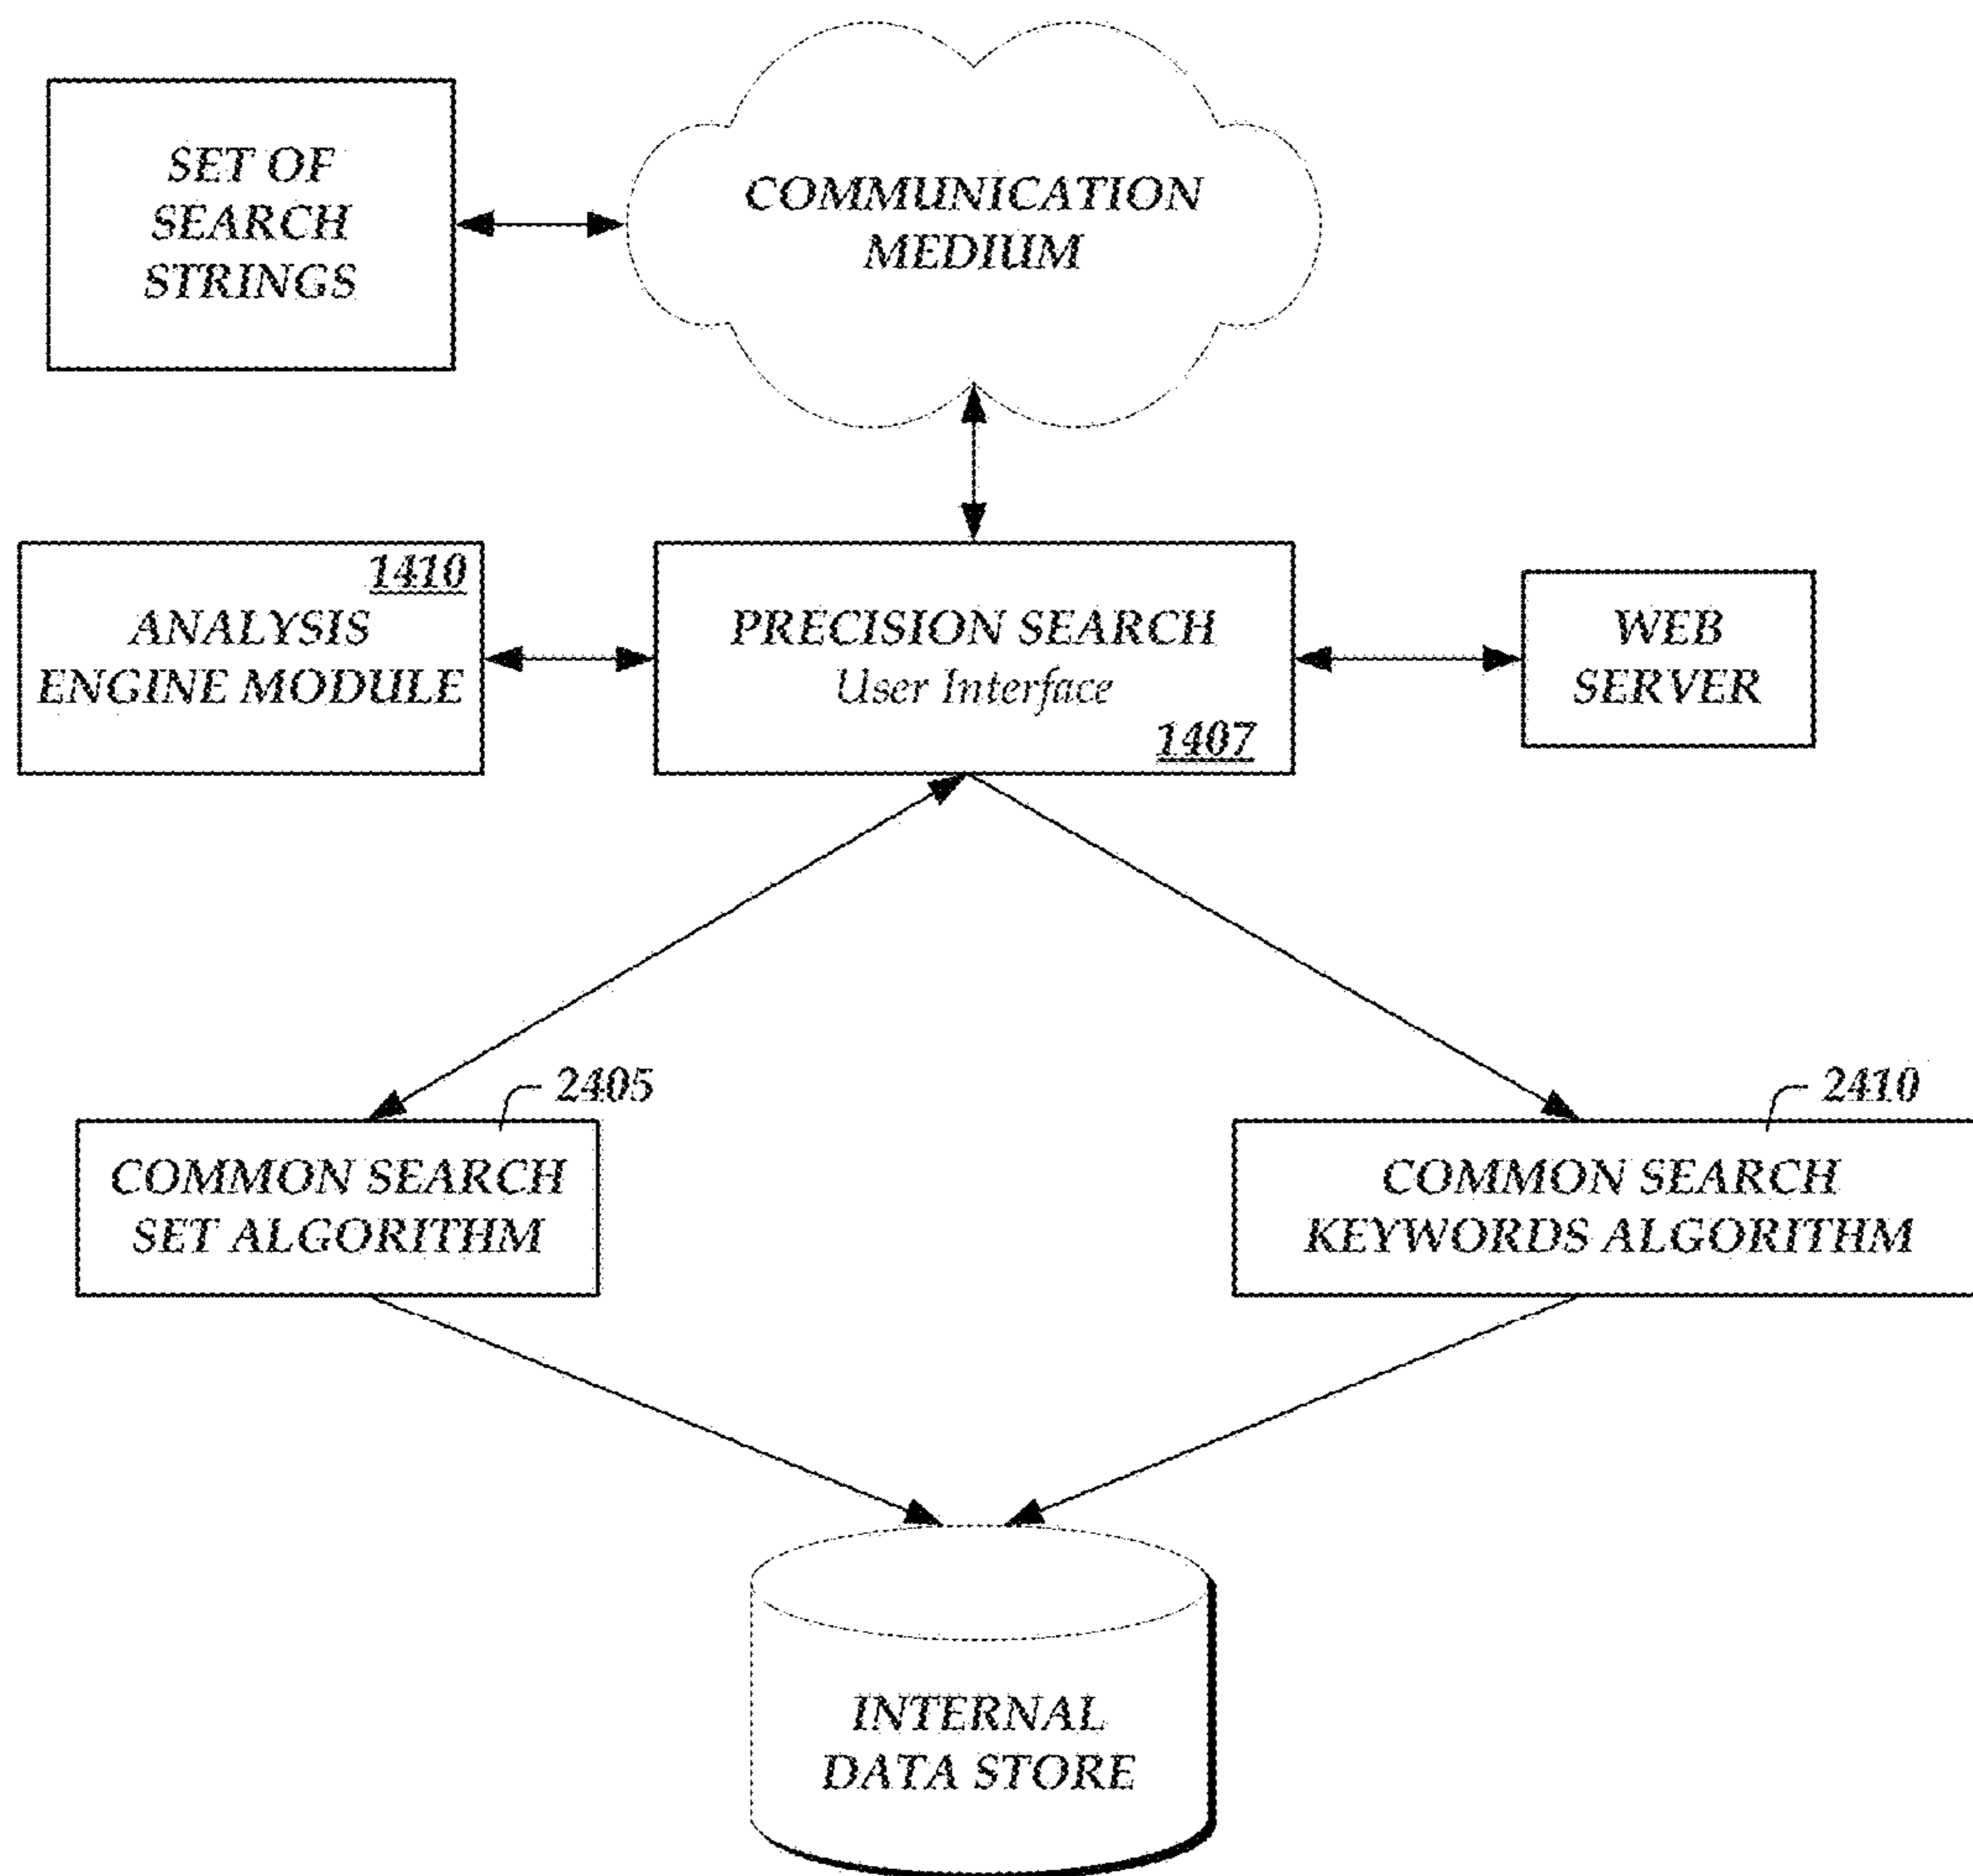 SET OF
SEARCH
STRINGS
COMMUNICATION
MEDIUM
1410
ANALYSIS
ENGINE MODULE
PRECISION SEARCH
User Interface
1407
WEB
SERVER
2405
COMMON SEARCH
SET ALGORITHM
2410
COMMON SEARCH
KEYWORDS ALGORITHM
INTERNAL
DATA STORE